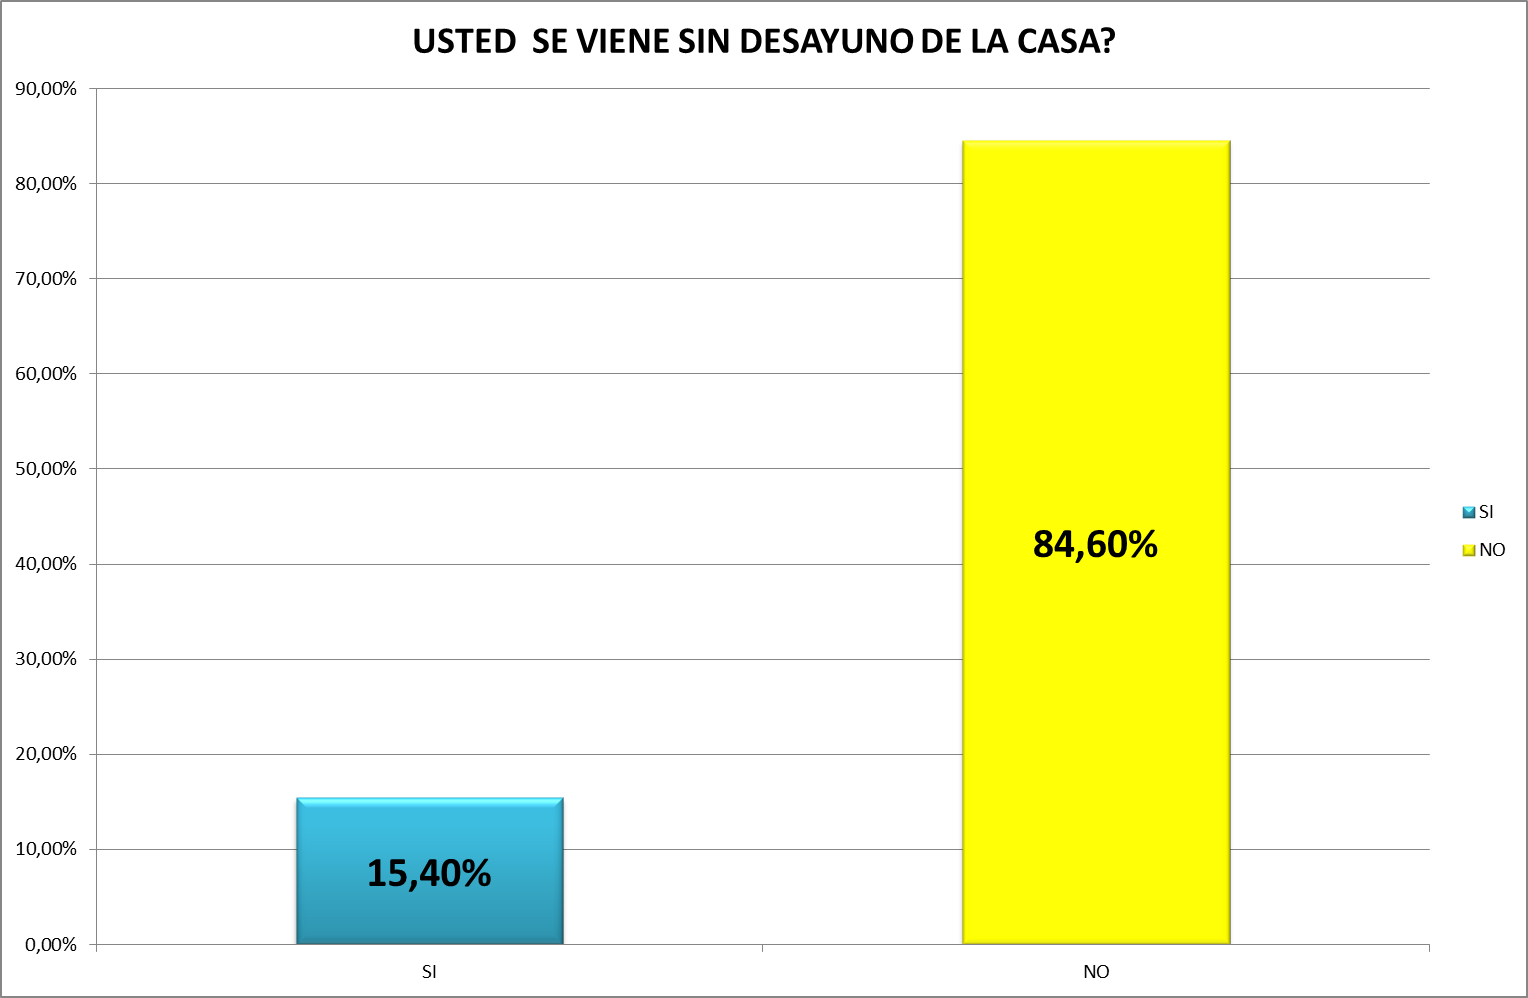 USTED  SE VIENE SIN DESAYUNO DE LA CASA?
90,00%
80,00%
70,00%
60,00%
50,00%
40,00%
30,00%
20,00%
10,00%
0,00%
15,40%
84,60%
SI
NO
SI
NO